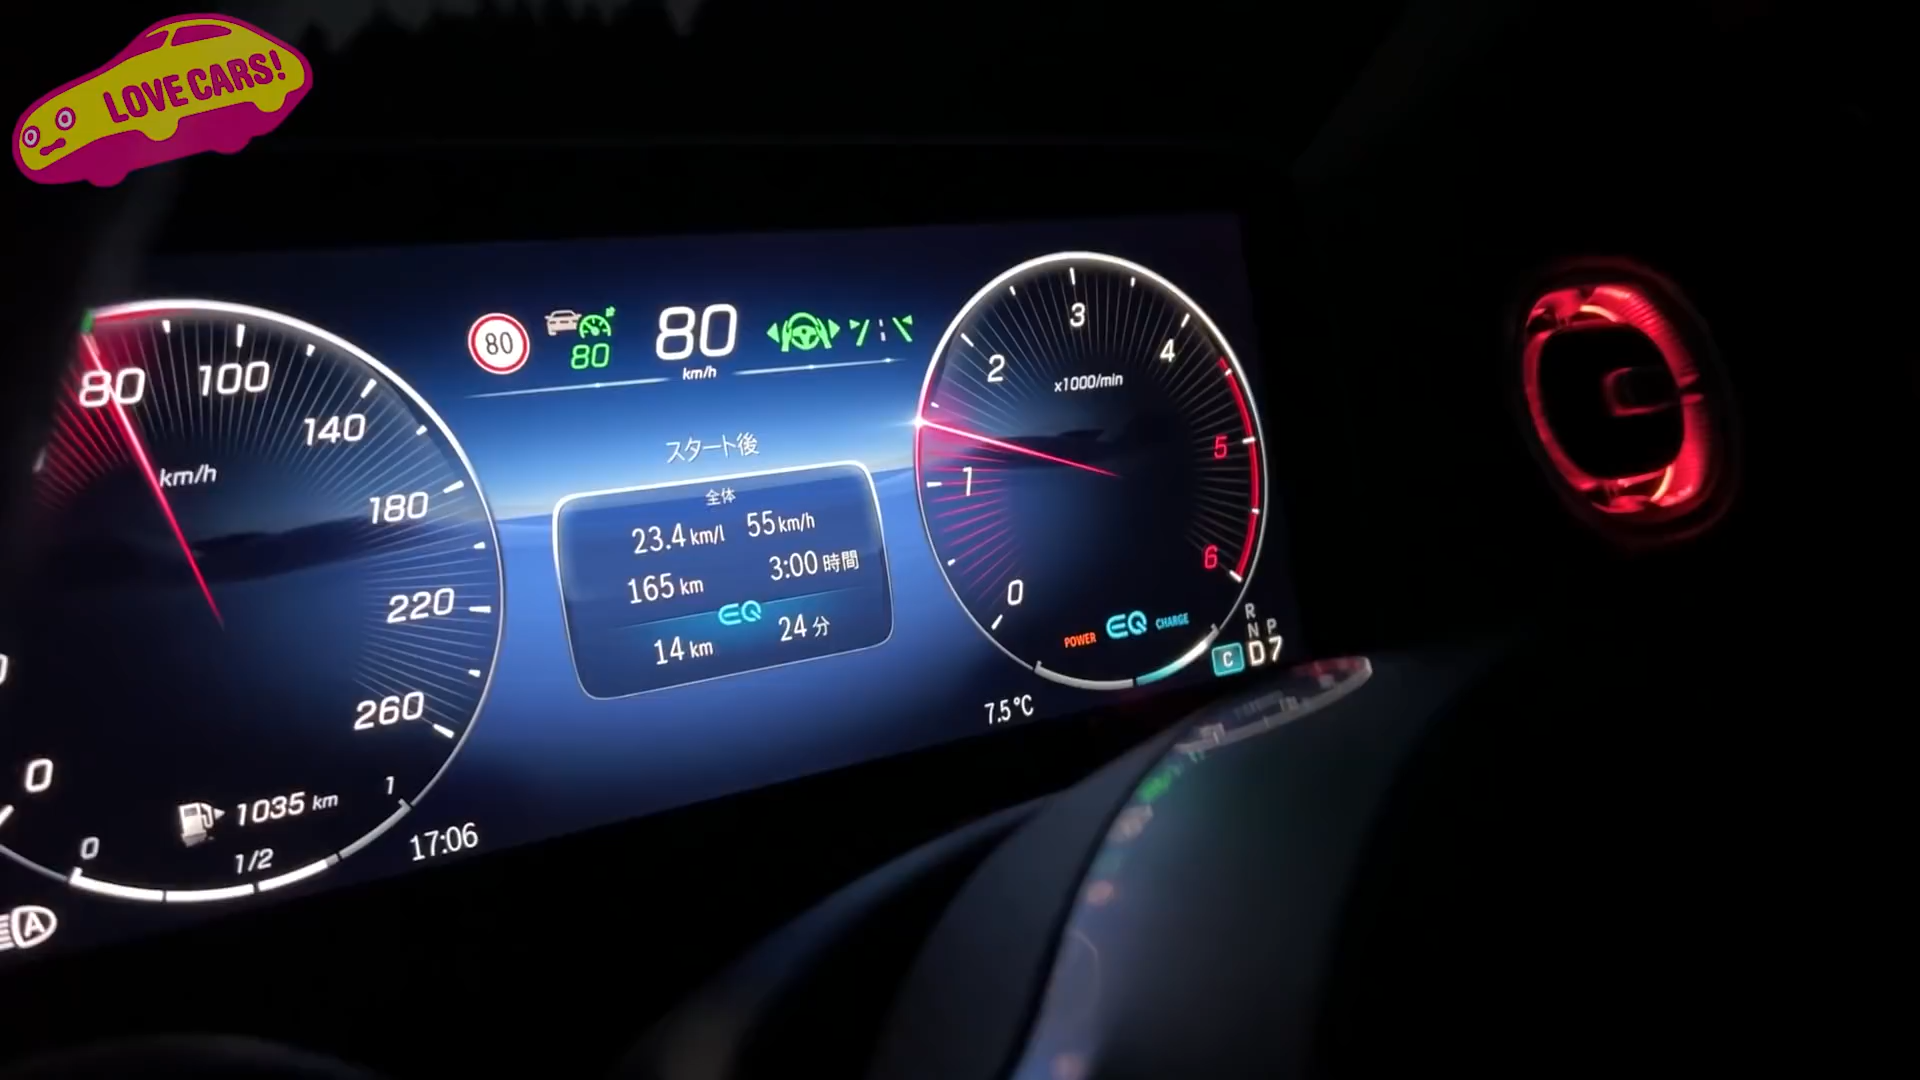 LOVE CARS!
80
80
80
km/h
80
100
140
km/h
180
220
260
0
1035 km
0
1/2
1
17:06
スタート後
全体
23.4 km/l 55 km/h
165 km 3:00 時間
EQ
14 km 24 分
0
1
2
3
4
5
6
x1000/min
POWER EQ CHARGE
R
N P
C D7
7.5 °C
A